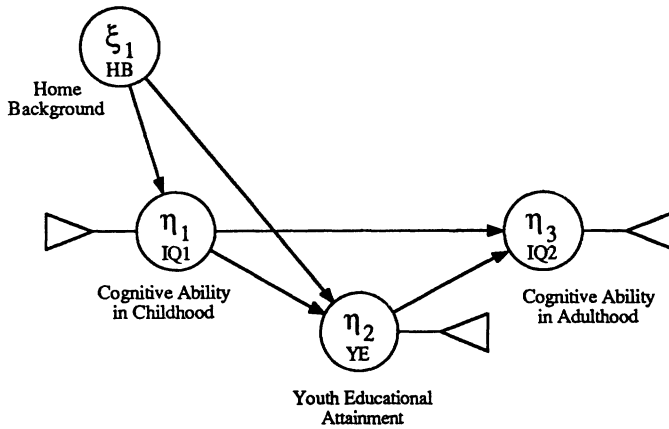 ξ1
HB
Home
Background
η1
IQ1
η3
IQ2
Cognitive Ability
in Childhood
Cognitive Ability
in Adulthood
η2
YE
Youth Educational
Attainment